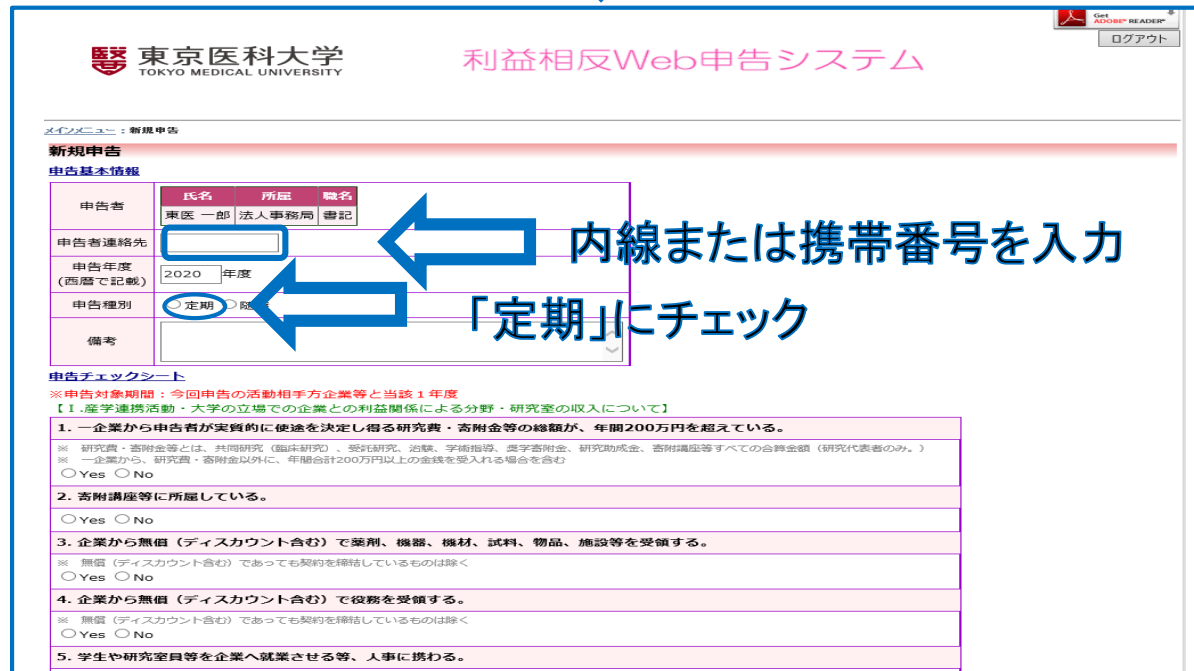 Get
ADOBE® READER®
ログアウト
醫 東京医科大学
TOKYO MEDICAL UNIVERSITY
利益相反Web申告システム
メインメニュー：新規申告
新規申告
申告基本情報
申告者
氏名 所属 職名
東医 一郎 法人事務局 書記
申告者連絡先
内線または携帯番号を入力
申告年度
(西暦で記載)
2020 年度
申告種別
定期
「定期」にチェック
備考
申告チェックシート
※申告対象期間：今回申告の活動相手方企業等と当該１年度
【Ⅰ.産学連携活動・大学の立場での企業との利益関係による分野・研究室の収入について】
1. 一企業から申告者が実質的に使途を決定し得る研究費・寄附金等の総額が、年間200万円を超えている。
※ 研究費・寄附金等とは、共同研究（臨床研究）、受託研究、治験、学術指導、奨学寄附金、研究助成金、寄附講座等すべての合算金額（研究代表者のみ。）
※ 一企業から、研究費・寄附金以外に、年間合計200万円以上の金銭を受入れる場合を含む
Yes No
2. 寄附講座等に所属している。
Yes No
3. 企業から無償（ディスカウント含む）で薬剤、機器、機材、試料、物品、施設等を受領する。
※ 無償（ディスカウント含む）であっても契約を締結しているものは除く
Yes No
4. 企業から無償（ディスカウント含む）で役務を受領する。
※ 無償（ディスカウント含む）であっても契約を締結しているものは除く
Yes No
5. 学生や研究室員等を企業へ就業させる等、人事に携わる。